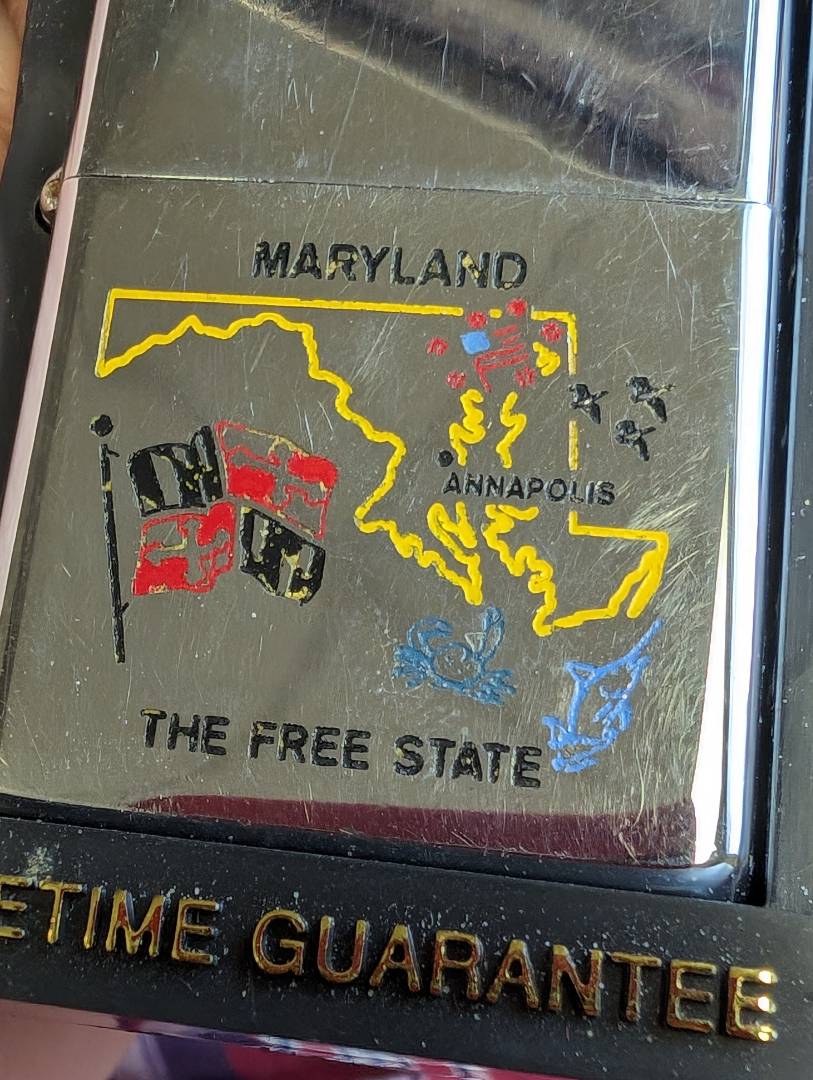 MARYLAND
ANNAPOLIS
THE FREE STATE
ETIME GUARANTEE